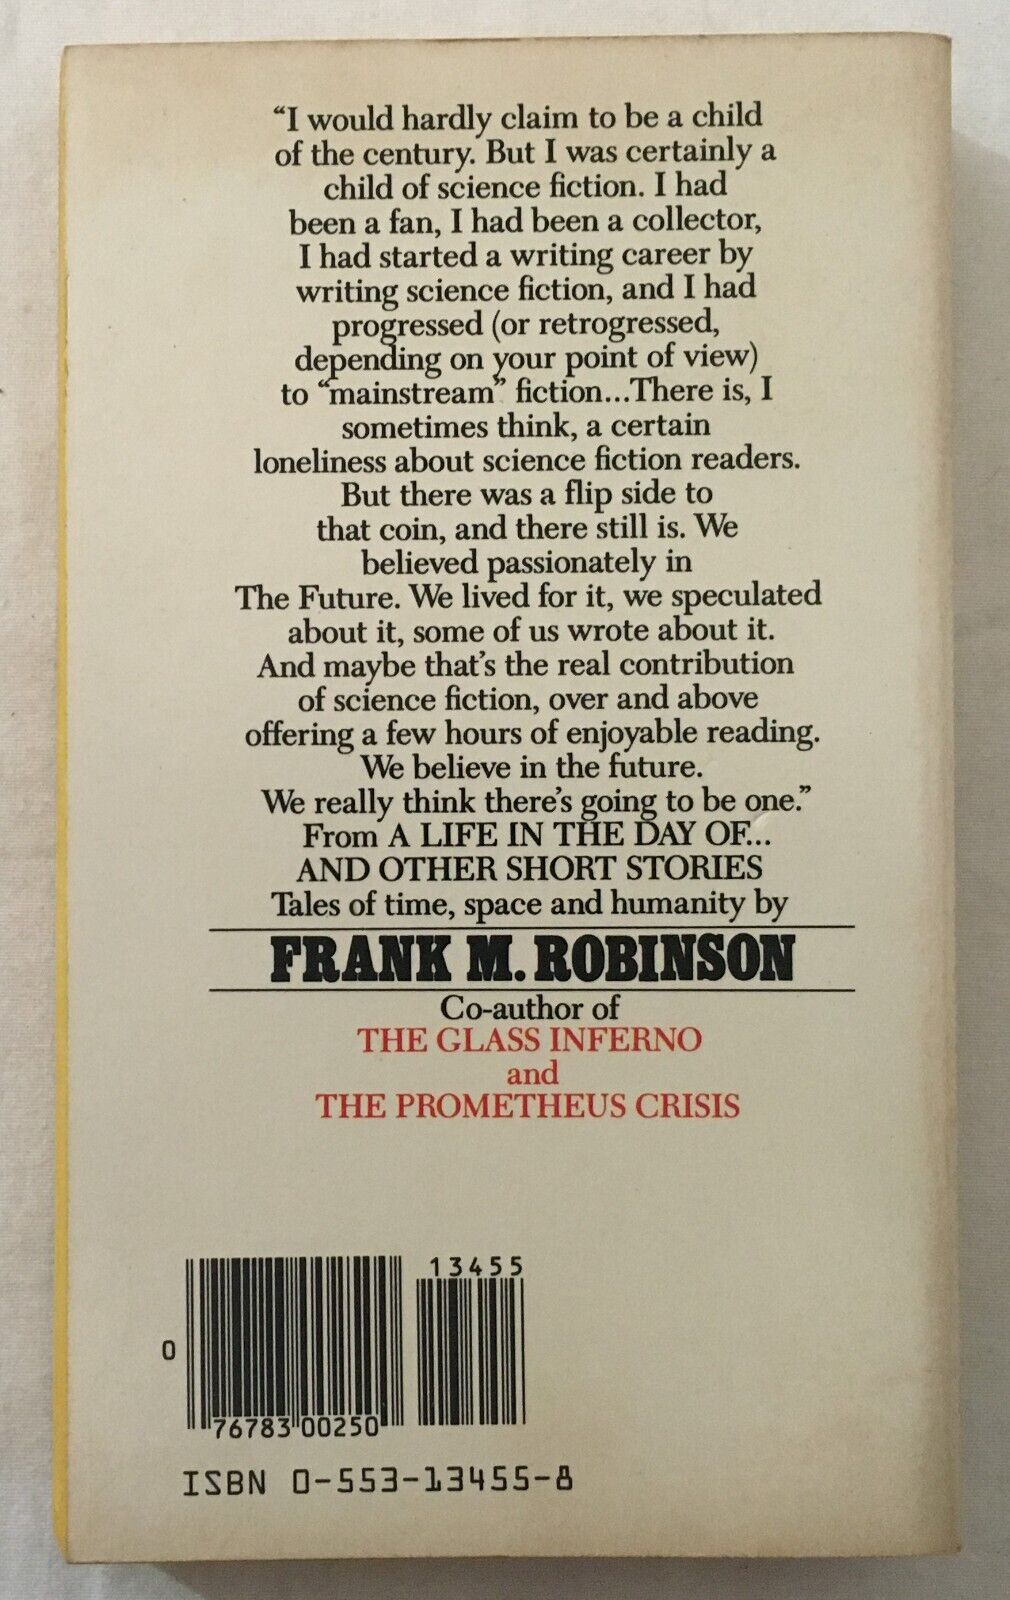 “I would hardly claim to be a child
of the century. But I was certainly a
child of science fiction. I had
been a fan, I had been a collector,
I had started a writing career by
writing science fiction, and I had
progressed (or retrogressed,
depending on your point of view)
to “mainstream” fiction...There is, I
sometimes think, a certain
loneliness about science fiction readers.
But there was a flip side to
that coin, and there still is. We
believed passionately in
The Future. We lived for it, we speculated
about it, some of us wrote about it.
And maybe that’s the real contribution
of science fiction, over and above
offering a few hours of enjoyable reading.
We believe in the future.
We really think there’s going to be one.”
From A LIFE IN THE DAY OF...
AND OTHER SHORT STORIES
Tales of time, space and humanity by
FRANK M. ROBINSON
Co-author of
THE GLASS INFERNO
and
THE PROMETHEUS CRISIS
13455
0
76783 00250
ISBN 0-553-13455-8